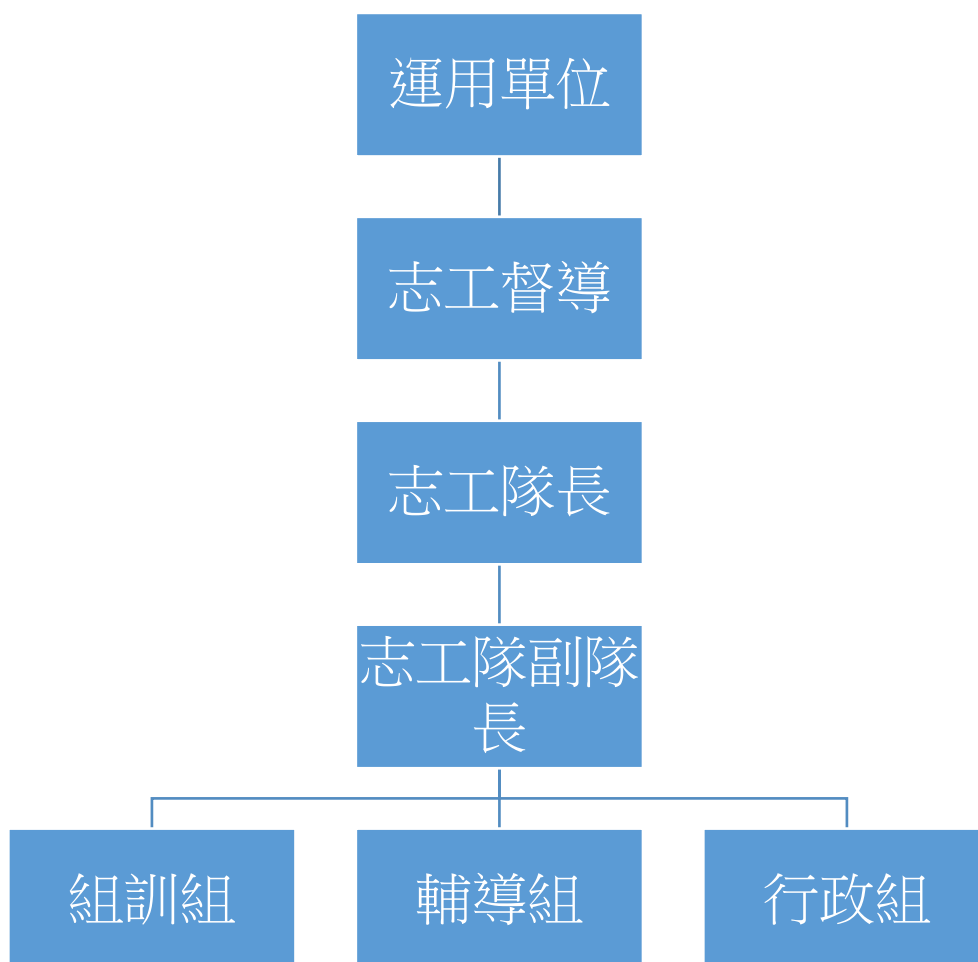 運用單位
志工督導
志工隊長
志工隊副隊
長
組訓組
輔導組
行政組